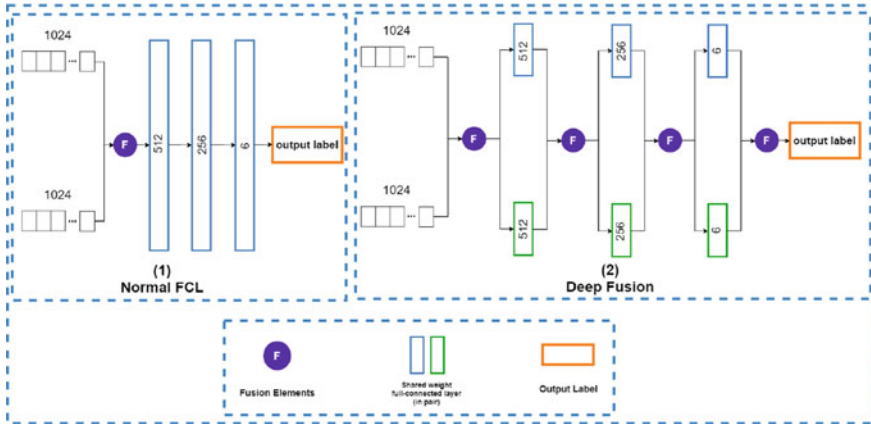 1024
...
1024
...
F
512
256
6
output label
(1)
Normal FCL
1024
...
1024
...
F
512
512
F
256
256
F
6
6
F
output label
(2)
Deep Fusion
F
Fusion Elements
Shared weight
full-connected layer
(in pair)
Output Label